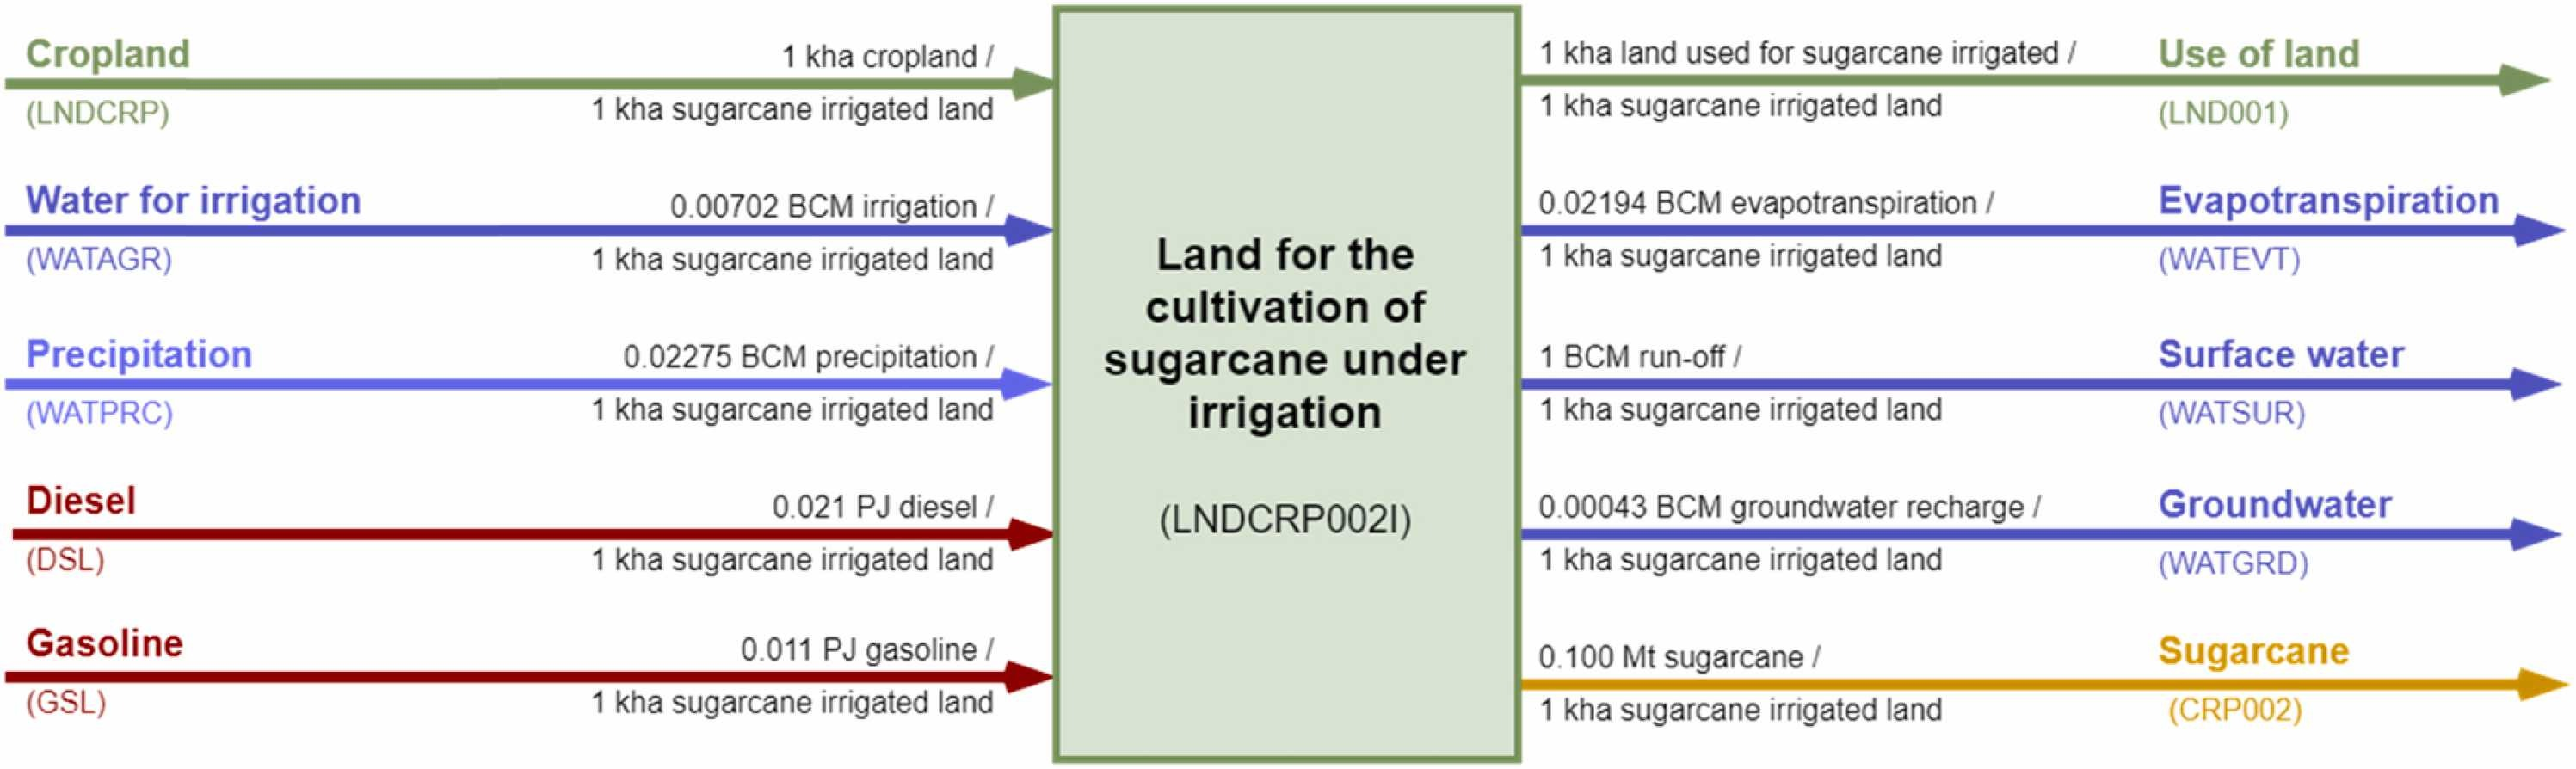 Cropland
1 kha cropland /
(LNDCRP)
1 kha sugarcane irrigated land
Water for irrigation
0.00702 BCM irrigation /
(WATAGR)
1 kha sugarcane irrigated land
Precipitation
0.02275 BCM precipitation /
(WATPRC)
1 kha sugarcane irrigated land
Diesel
0.021 PJ diesel /
(DSL)
1 kha sugarcane irrigated land
Gasoline
0.011 PJ gasoline /
(GSL)
1 kha sugarcane irrigated land
Land for the
cultivation of
sugarcane under
irrigation
(LNDCRP002I)
1 kha land used for sugarcane irrigated /
Use of land
1 kha sugarcane irrigated land
(LND001)
0.02194 BCM evapotranspiration /
Evapotranspiration
1 kha sugarcane irrigated land
(WATEVT)
1 BCM run-off /
Surface water
1 kha sugarcane irrigated land
(WATSUR)
0.00043 BCM groundwater recharge /
Groundwater
1 kha sugarcane irrigated land
(WATGRD)
0.100 Mt sugarcane /
Sugarcane
1 kha sugarcane irrigated land
(CRP002)